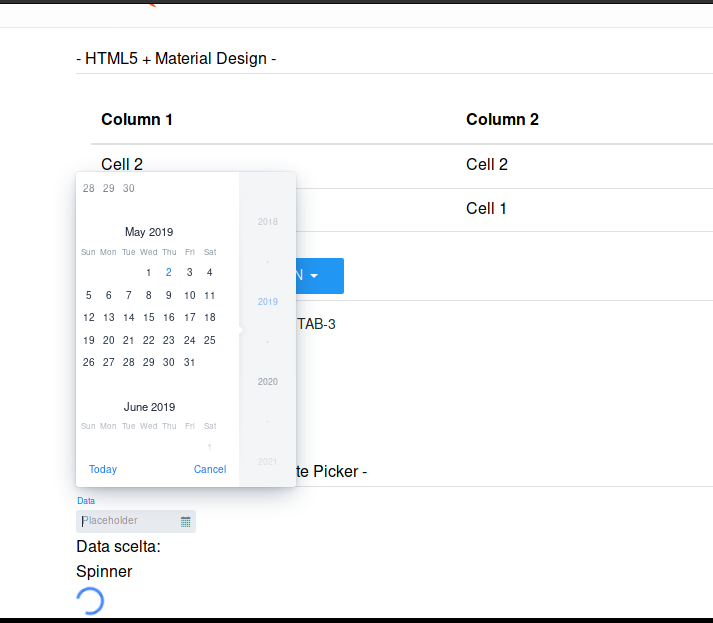 - HTML5 + Material Design -
Column 1 Column 2
Cell 2 Cell 2
Cell 1
28 29 30
May 2019
Sun Mon Tue Wed Thu Fri Sat
1 2 3 4
5 6 7 8 9 10 11
12 13 14 15 16 17 18
19 20 21 22 23 24 25
26 27 28 29 30 31
June 2019
Sun Mon Tue Wed Thu Fri Sat
1
Today Cancel
2018
2019
2020
2021
N
TAB-3
te Picker -
Data
Placeholder
Data scelta:
Spinner